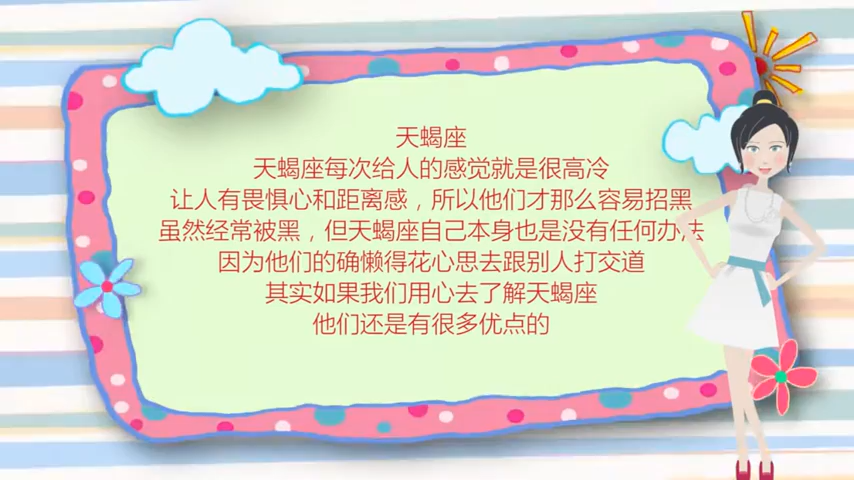 天蝎座
天蝎座每次给人的感觉就是很高冷
让人有畏惧心和距离感，所以他们才那么容易招黑
虽然经常被黑，但天蝎座自己本身也是没有任何办法
因为他们的确懒得花心思去跟别人打交道
其实如果我们用心去了解天蝎座
他们还是有很多优点的